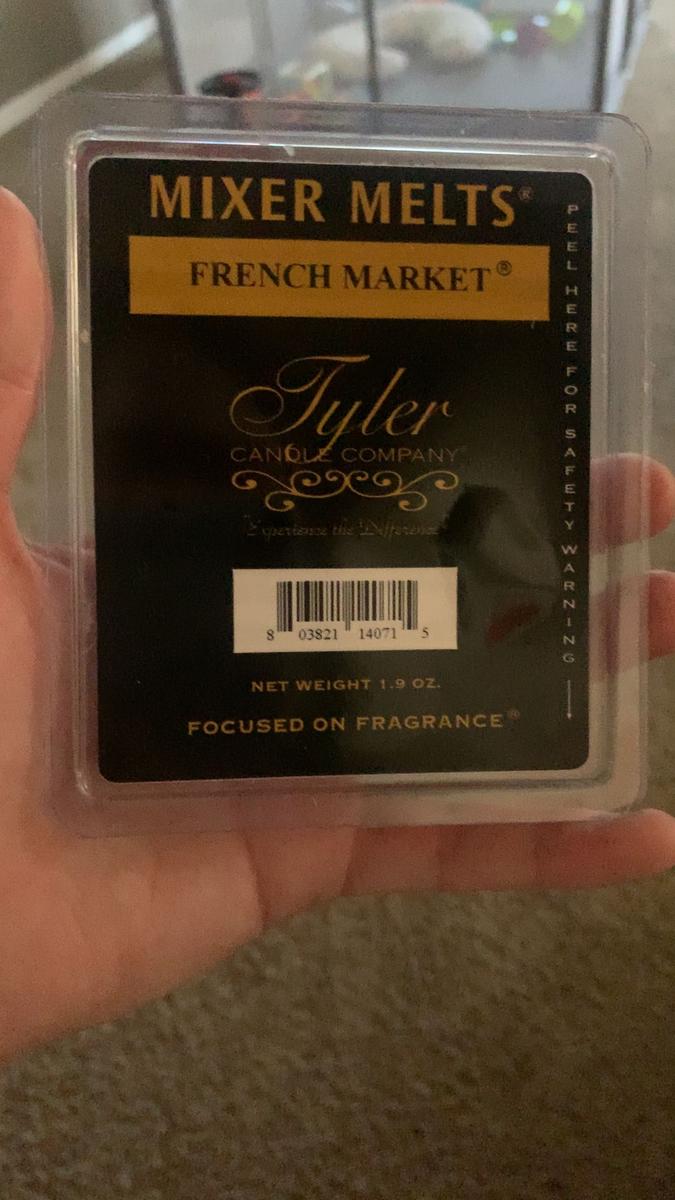 MIXER MELTS®
FRENCH MARKET®
Tyler
CANDLE COMPANY
"Experience the Difference"
8 03821 14071 5
NET WEIGHT 1.9 OZ.
FOCUSED ON FRAGRANCE®
PEEL HERE FOR SAFETY WARNING